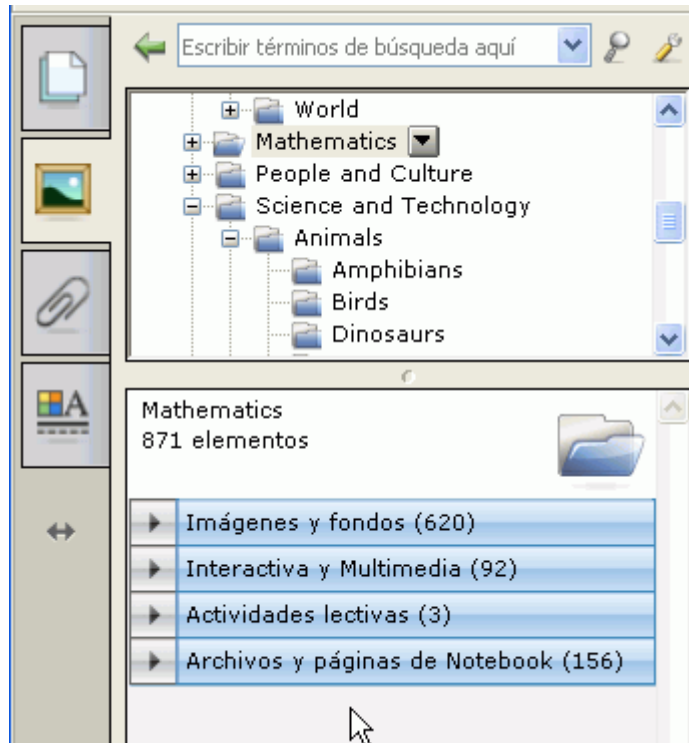 Escribir términos de búsqueda aquí
World
Mathematics
People and Culture
Science and Technology
Animals
Amphibians
Birds
Dinosaurs
A
Mathematics
871 elementos
Imágenes y fondos (620)
Interactiva y Multimedia (92)
Actividades lectivas (3)
Archivos y páginas de Notebook (156)